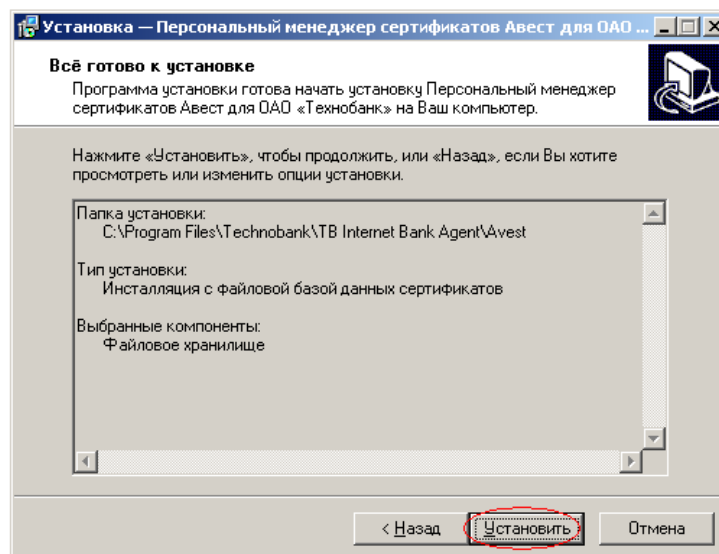 Установка — Персональный менеджер сертификатов Авест для ОАО ...
Всё готово к установке
Программа установки готова начать установку Персональный менеджер
сертификатов Авест для ОАО «Технобанк» на Ваш компьютер.
Нажмите «Установить», чтобы продолжить, или «Назад», если Вы хотите
просмотреть или изменить опции установки.
Папка установки:
C:\Program Files\Technobank\TB Internet Bank Agent\Avest
Тип установки:
Инсталляция с файловой базой данных сертификатов
Выбранные компоненты:
Файловое хранилище
< Назад
Установить
Отмена